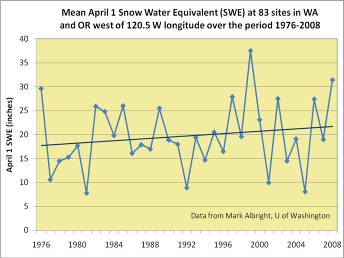 Mean April 1 Snow Water Equivalent (SWE) at 83 sites in WA
and OR west of 120.5 W longitude over the period 1976-2008
April 1 SWE (inches)
40
35
30
25
20
15
10
5
0
Data from Mark Albright, U of Washington
1976 1980 1984 1988 1992 1996 2000 2004 2008